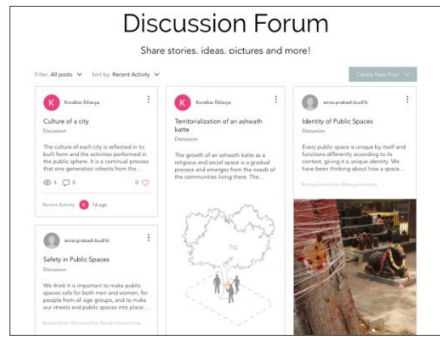 Discussion Forum
Share stories. ideas. pictures and more!
Filter: All posts Sort by: Recent Activity
Create New Post
K Kuralkar Eklavya
Culture of a city
Discussion
The culture of each city is reflected in its
built form and the activities performed in
the public sphere. It is a continual process
that one generation inherits from the...
4 0 0
Recent Activity K 1d ago
amruprakash.bud16
Safety in Public Spaces
Discussion
We think it is important to make public
spaces safe for both men and women, for
people from all age groups, and to make
our streets and public spaces into place...
K Kuralkar Eklavya
Territorialization of an ashwath
katte
Discussion
The growth of an ashwath katte as a
religious and social space is a gradual
process and emerges from the needs of
the communities living there. The...
amruprakash.bud16
Identity of Public Spaces
Discussion
Every public space is unique by itself and
functions differently according to its
context, giving it a unique identity. We
have been thinking about how a space...